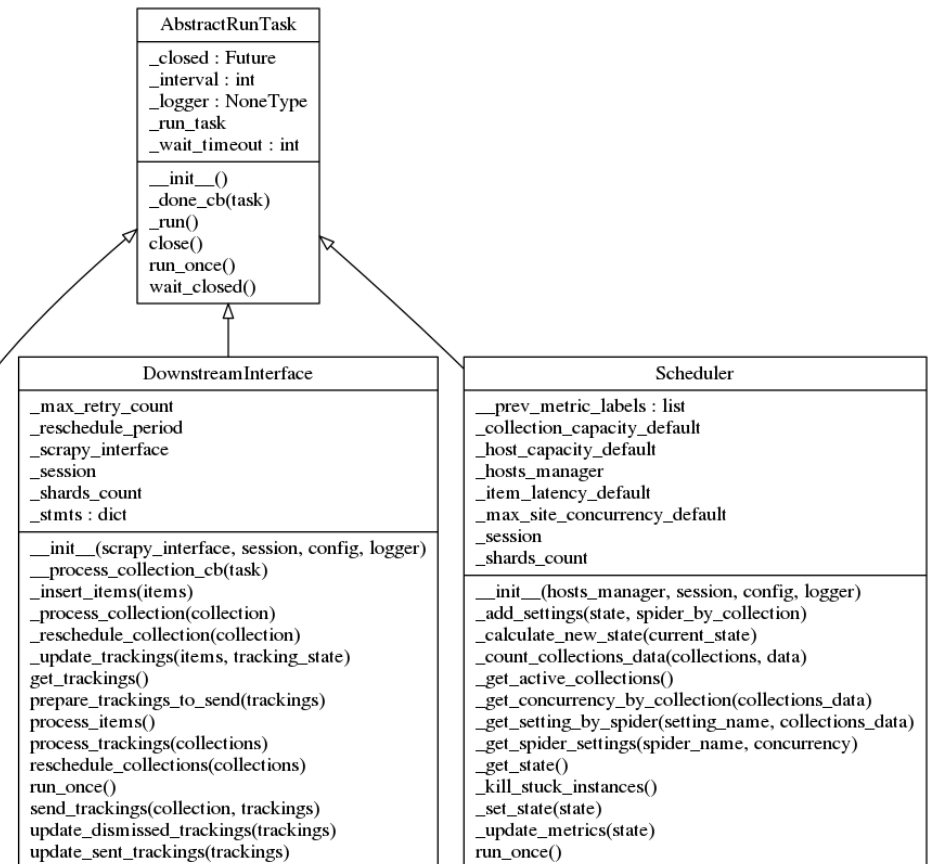 AbstractRunTask
_closed : Future
_interval : int
_logger : NoneType
_run_task
_wait_timeout : int
__init__()
_done_cb(task)
_run()
close()
run_once()
wait_closed()
DownstreamInterface
_max_retry_count
_reschedule_period
_scrapy_interface
_session
_shards_count
_stmts : dict
__init__(scrapy_interface, session, config, logger)
__process_collection_cb(task)
_insert_items(items)
_process_collection(collection)
_reschedule_collection(collection)
_update_trackings(items, tracking_state)
get_trackings()
prepare_trackings_to_send(trackings)
process_items()
process_trackings(collections)
reschedule_collections(collections)
run_once()
send_trackings(collection, trackings)
update_dismissed_trackings(trackings)
update_sent_trackings(trackings)
Scheduler
__prev_metric_labels : list
_collection_capacity_default
_host_capacity_default
_hosts_manager
_item_latency_default
_max_site_concurrency_default
_session
_shards_count
__init__(hosts_manager, session, config, logger)
_add_settings(state, spider_by_collection)
_calculate_new_state(current_state)
_count_collections_data(collections, data)
_get_active_collections()
_get_concurrency_by_collection(collections_data)
_get_setting_by_spider(setting_name, collections_data)
_get_spider_settings(spider_name, concurrency)
_get_state()
_kill_stuck_instances()
_set_state(state)
_update_metrics(state)
run_once()